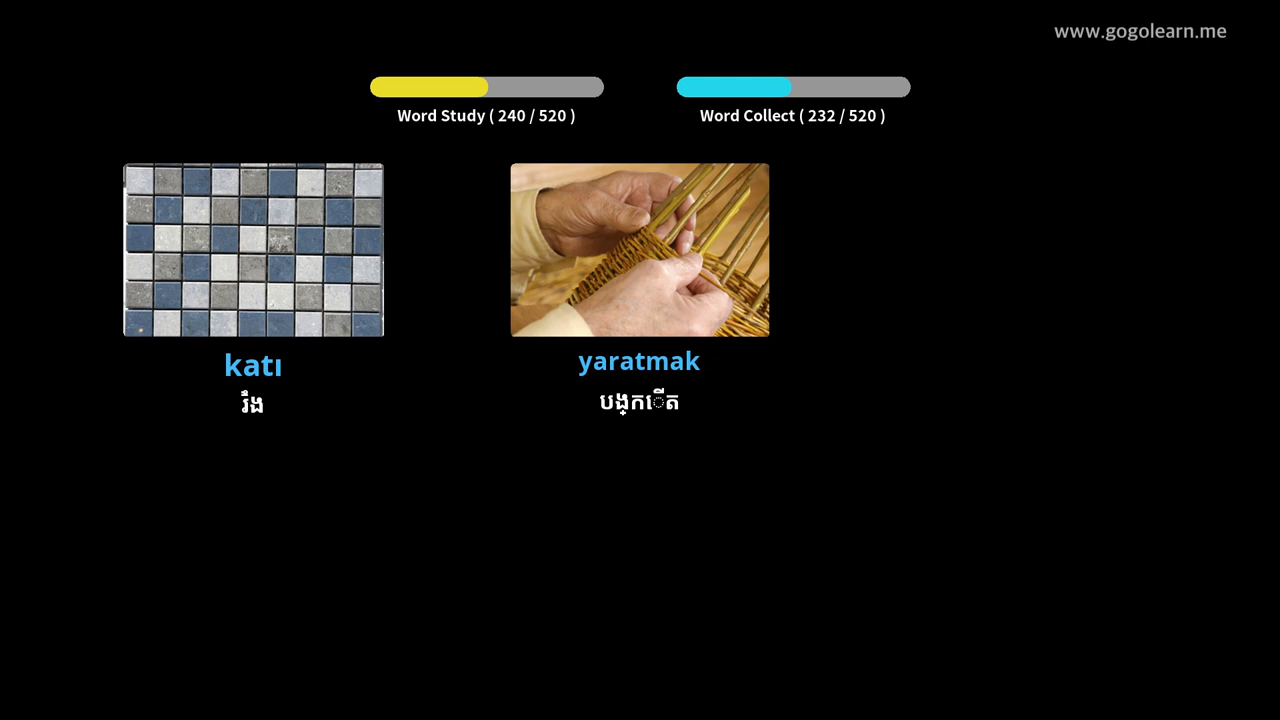 www.gogolearn.me
Word Study ( 240 / 520 )
Word Collect ( 232 / 520 )
katı
រឹង
yaratmak
បង្កើត